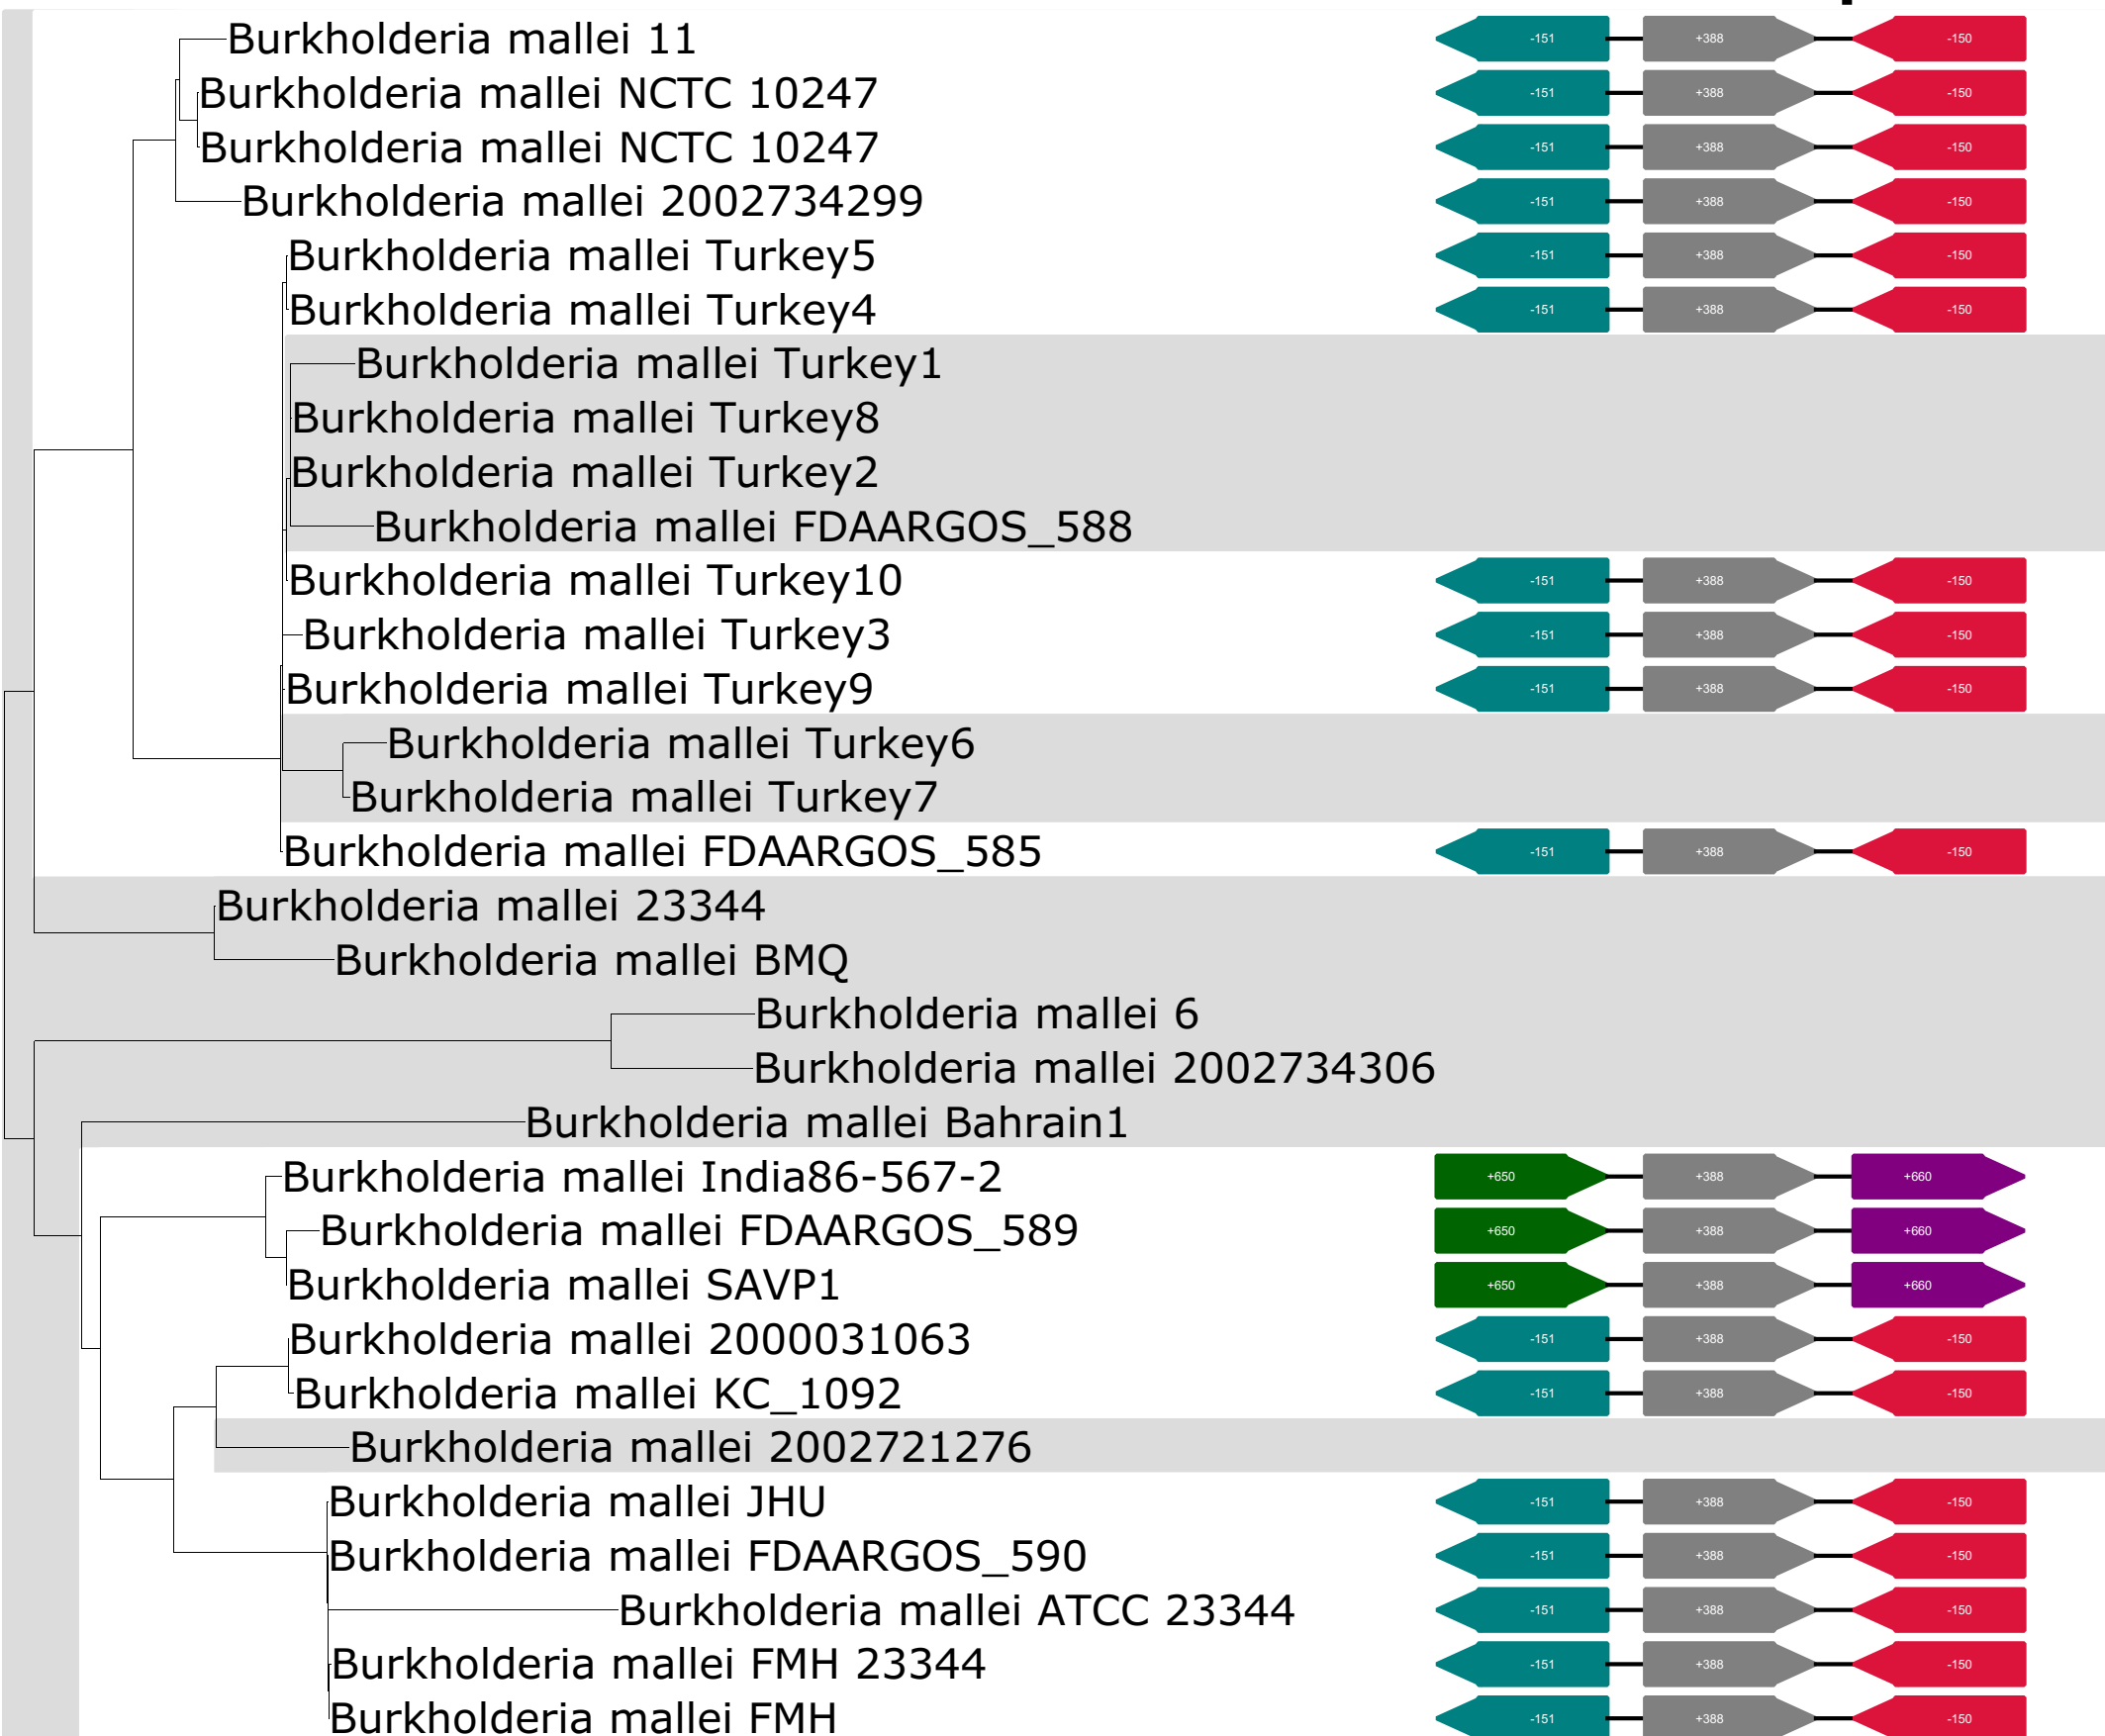 Burkholderia mallei 11 -151 +388 -150
Burkholderia mallei NCTC 10247 -151 +388 -150
Burkholderia mallei NCTC 10247 -151 +388 -150
Burkholderia mallei 2002734299 -151 +388 -150
Burkholderia mallei Turkey5 -151 +388 -150
Burkholderia mallei Turkey4 -151 +388 -150
Burkholderia mallei Turkey1
Burkholderia mallei Turkey8
Burkholderia mallei Turkey2
Burkholderia mallei FDAARGOS_588
Burkholderia mallei Turkey10 -151 +388 -150
Burkholderia mallei Turkey3 -151 +388 -150
Burkholderia mallei Turkey9 -151 +388 -150
Burkholderia mallei Turkey6
Burkholderia mallei Turkey7
Burkholderia mallei FDAARGOS_585 -151 +388 -150
Burkholderia mallei 23344
Burkholderia mallei BMQ
Burkholderia mallei 6
Burkholderia mallei 2002734306
Burkholderia mallei Bahrain1
Burkholderia mallei India86-567-2 +650 +388 +660
Burkholderia mallei FDAARGOS_589 +650 +388 +660
Burkholderia mallei SAVP1 +650 +388 +660
Burkholderia mallei 2000031063 -151 +388 -150
Burkholderia mallei KC_1092 -151 +388 -150
Burkholderia mallei 2002721276
Burkholderia mallei JHU -151 +388 -150
Burkholderia mallei FDAARGOS_590 -151 +388 -150
Burkholderia mallei ATCC 23344 -151 +388 -150
Burkholderia mallei FMH 23344 -151 +388 -150
Burkholderia mallei FMH -151 +388 -150